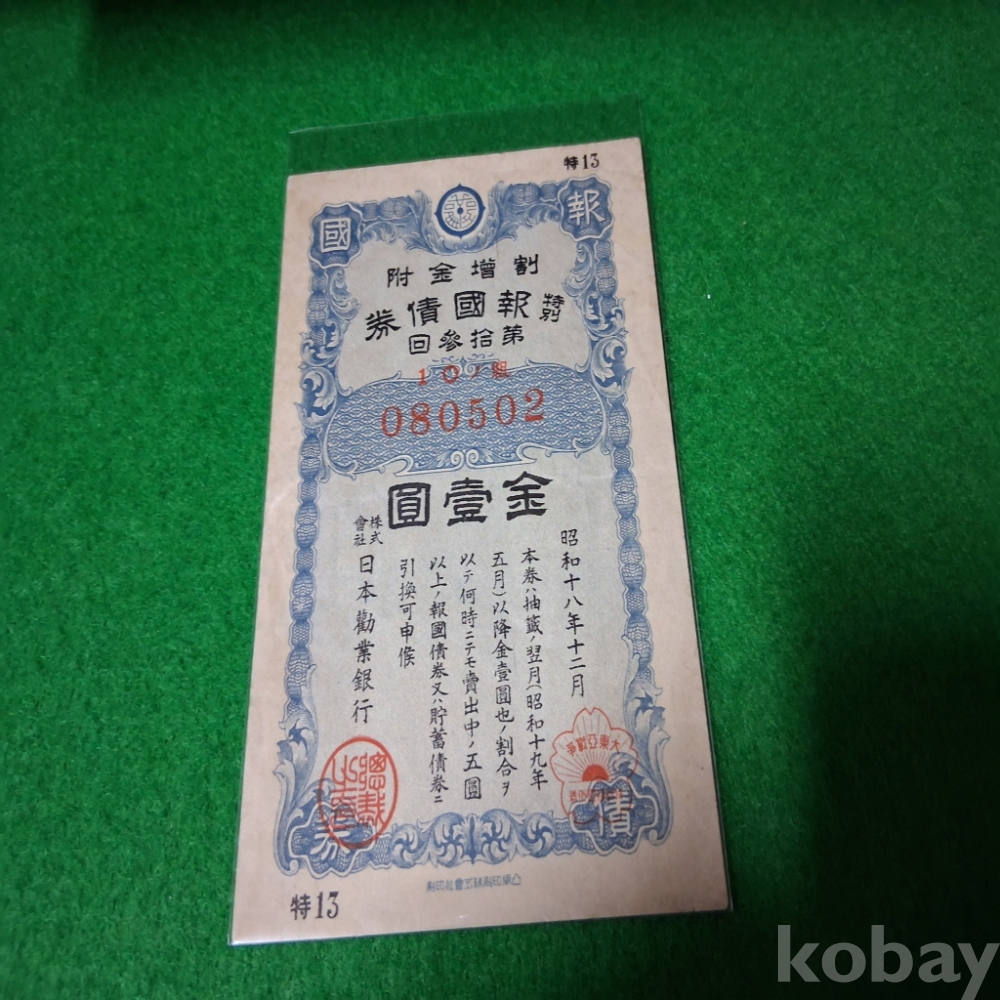 特13
報國債券
割増金附
特別報國債券
第拾參回
10ノ組
080502
金壹圓
昭和十八年十二月
本券ハ抽籤ノ翌月(昭和十九年
五月)以降金壹圓也ノ割合ヲ
以テ何時ニテモ賣出中ノ五圓
以上ノ報國債券又ハ貯蓄債券ニ
引換可申候
株式會社日本勸業銀行
總裁之章
大東亞戰爭
特13
kobay